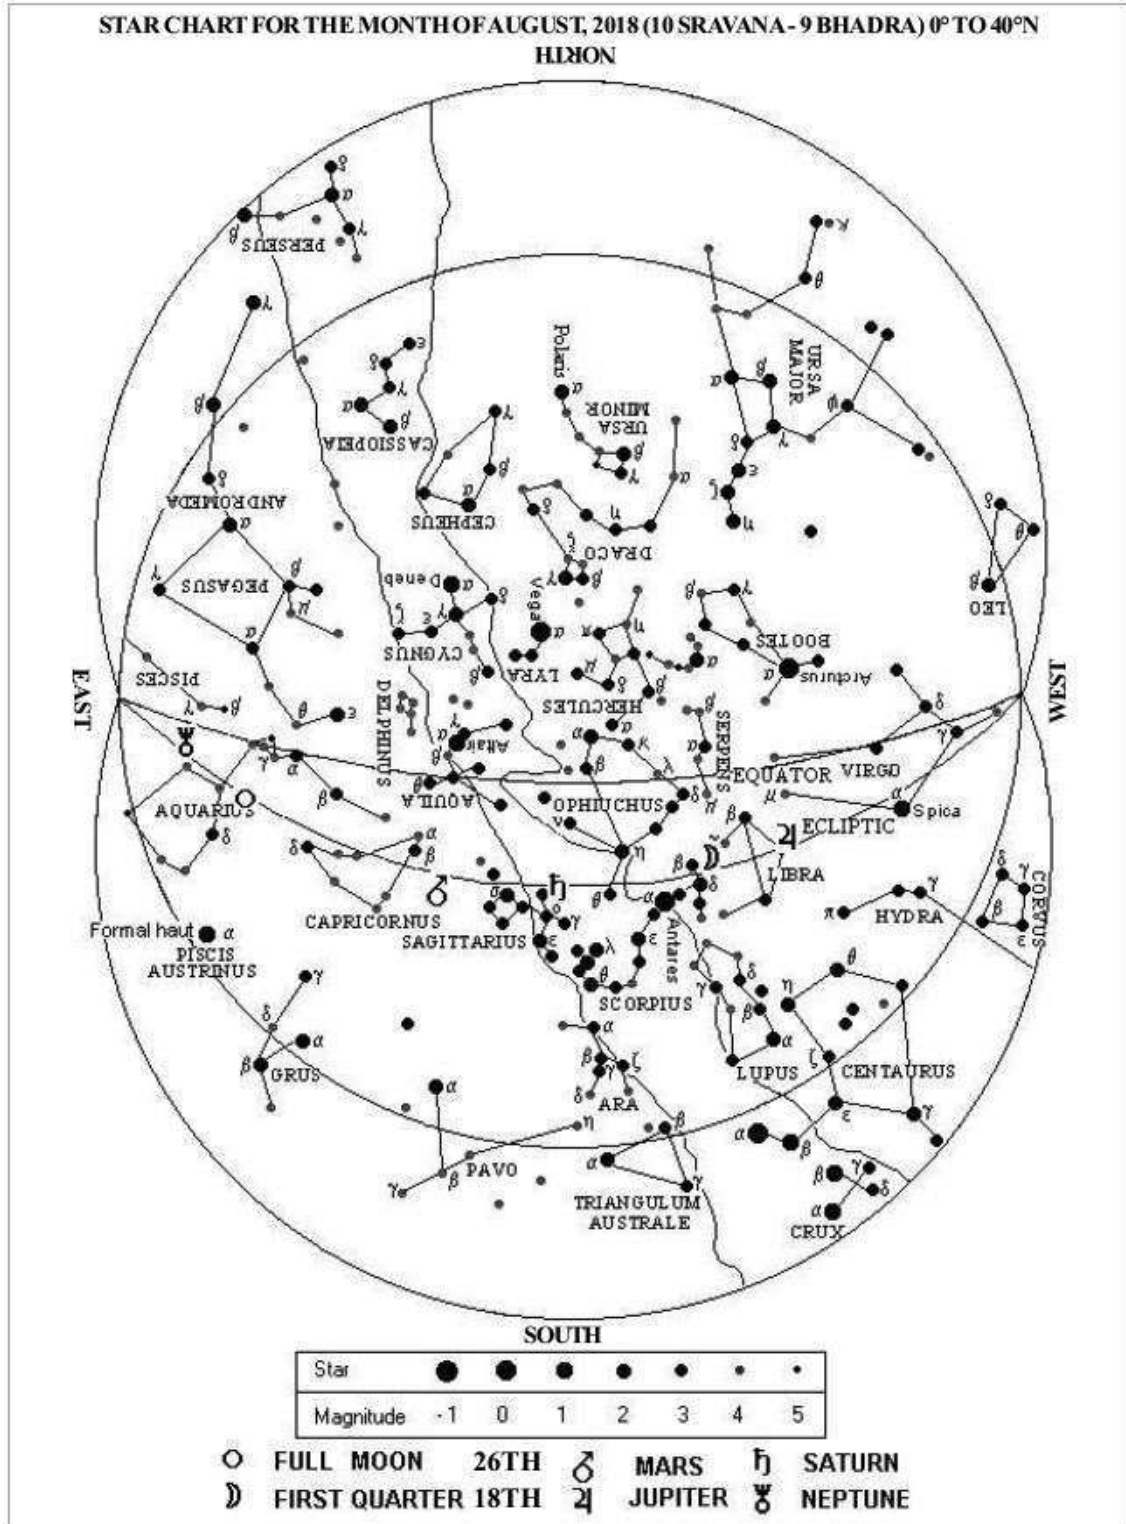 STAR CHART FOR THE MONTH OF AUGUST, 2018 (10 SRAVANA - 9 BHADRA) 0° TO 40°N
NORTH
δ
α
γ
β
PERSEUS
κ
θ
γ
ε
δ
γ
α
β
CASSIOPEIA
Polaris
α
URSA MINOR
β
γ
URSA MAJOR
α
β
γ
δ
ε
ζ
η
ψ
β
δ
ANDROMEDA
α
γ
β
α
CEPHEUS
δ
η
α
DRACO
ζ
γ
β
δ
θ
β
LEO
γ
PEGASUS
β
μ
α
Deneb
α
γ
δ
ε
ζ
CYGNUS
β
Vega
α
LYRA
π
η
μ
δ
β
HERCULES
α
α
β
γ
BOOTES
α
Arcturus
EAST
PISCES
γ
β
θ
ε
DELPHINUS
γ
α
Altair
β
θ
AQUILA
α
κ
β
λ
β
SERPENS
α
μ
EQUATOR
VIRGO
δ
γ
WEST
γ
α
AQUARIUS
β
δ
ν
OPHIUCHUS
δ
η
θ
μ
β
α
Spica
ECLIPTIC
LIBRA
δ
α
β
CAPRICORNUS
σ
SAGITTARIUS
γ
ε
β
δ
α
Antares
π
γ
HYDRA
δ
γ
β
ε
CORVUS
Formal haut
α
PISCIS
AUSTRINUS
λ
θ
ε
SCORPIUS
γ
δ
β
α
LUPUS
η
θ
ζ
CENTAURUS
ε
γ
γ
δ
α
β
GRUS
α
β
γ
δ
ζ
ARA
α
η
PAVO
γ
β
β
α
γ
TRIANGULUM
AUSTRALE
α
β
β
γ
δ
α
CRUX
SOUTH
Star
Magnitude -1 0 1 2 3 4 5
FULL MOON 26TH ♂ MARS ♄ SATURN
FIRST QUARTER 18TH ♃ JUPITER ♆ NEPTUNE